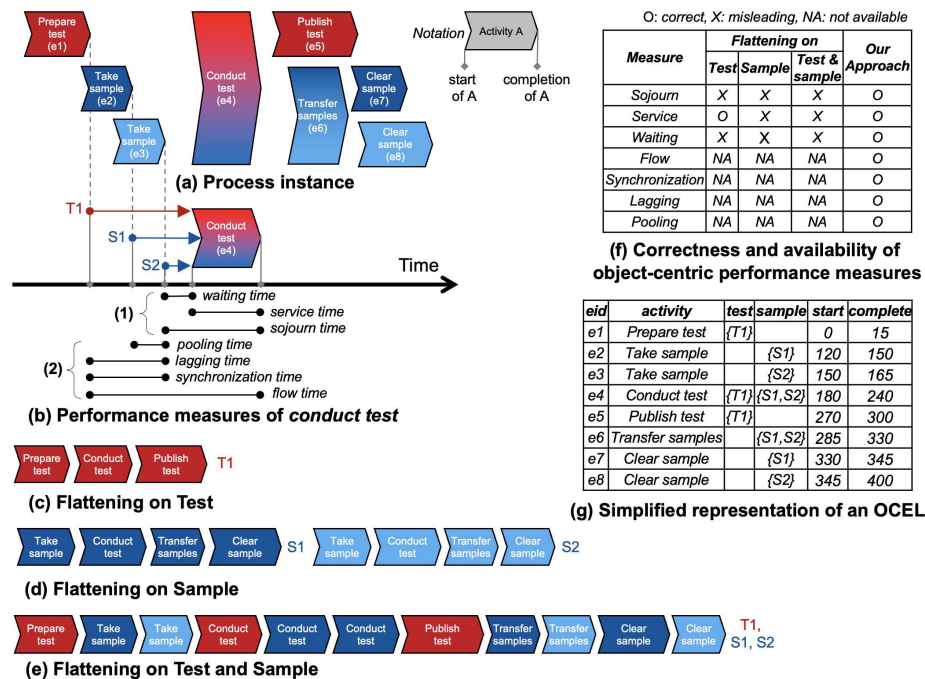 Prepare
test
(e1)
Take
sample
(e2)
Take
sample
(e3)
Conduct
test
(e4)
Publish
test
(e5)
Transfer
samples
(e6)
Clear
sample
(e7)
Clear
sample
(e8)
Notation
Activity A
start
of A
completion
of A
(a) Process instance
T1
S1
S2
Conduct
test
(e4)
Time
(1)
waiting time
service time
sojourn time
(2)
pooling time
lagging time
synchronization time
flow time
(b) Performance measures of conduct test
Prepare
test
Conduct
test
Publish
test
T1
(c) Flattening on Test
Take
sample
Conduct
test
Transfer
samples
Clear
sample
S1
Take
sample
Conduct
test
Transfer
samples
Clear
sample
S2
(d) Flattening on Sample
Prepare
test
Take
sample
Take
sample
Conduct
test
Conduct
test
Conduct
test
Publish
test
Transfer
samples
Transfer
samples
Clear
sample
Clear
sample
T1,
S1, S2
(e) Flattening on Test and Sample
O: correct, X: misleading, NA: not available
Measure Flattening on Our Approach
Test Sample Test & sample
Sojourn X X X O
Service O X X O
Waiting X X X O
Flow NA NA NA O
Synchronization NA NA NA O
Lagging NA NA NA O
Pooling NA NA NA O
(f) Correctness and availability of
object-centric performance measures
eid activity test sample start complete
e1 Prepare test {T1} 0 15
e2 Take sample {S1} 120 150
e3 Take sample {S2} 150 165
e4 Conduct test {T1} {S1,S2} 180 240
e5 Publish test {T1} 270 300
e6 Transfer samples {S1,S2} 285 330
e7 Clear sample {S1} 330 345
e8 Clear sample {S2} 345 400
(g) Simplified representation of an OCEL